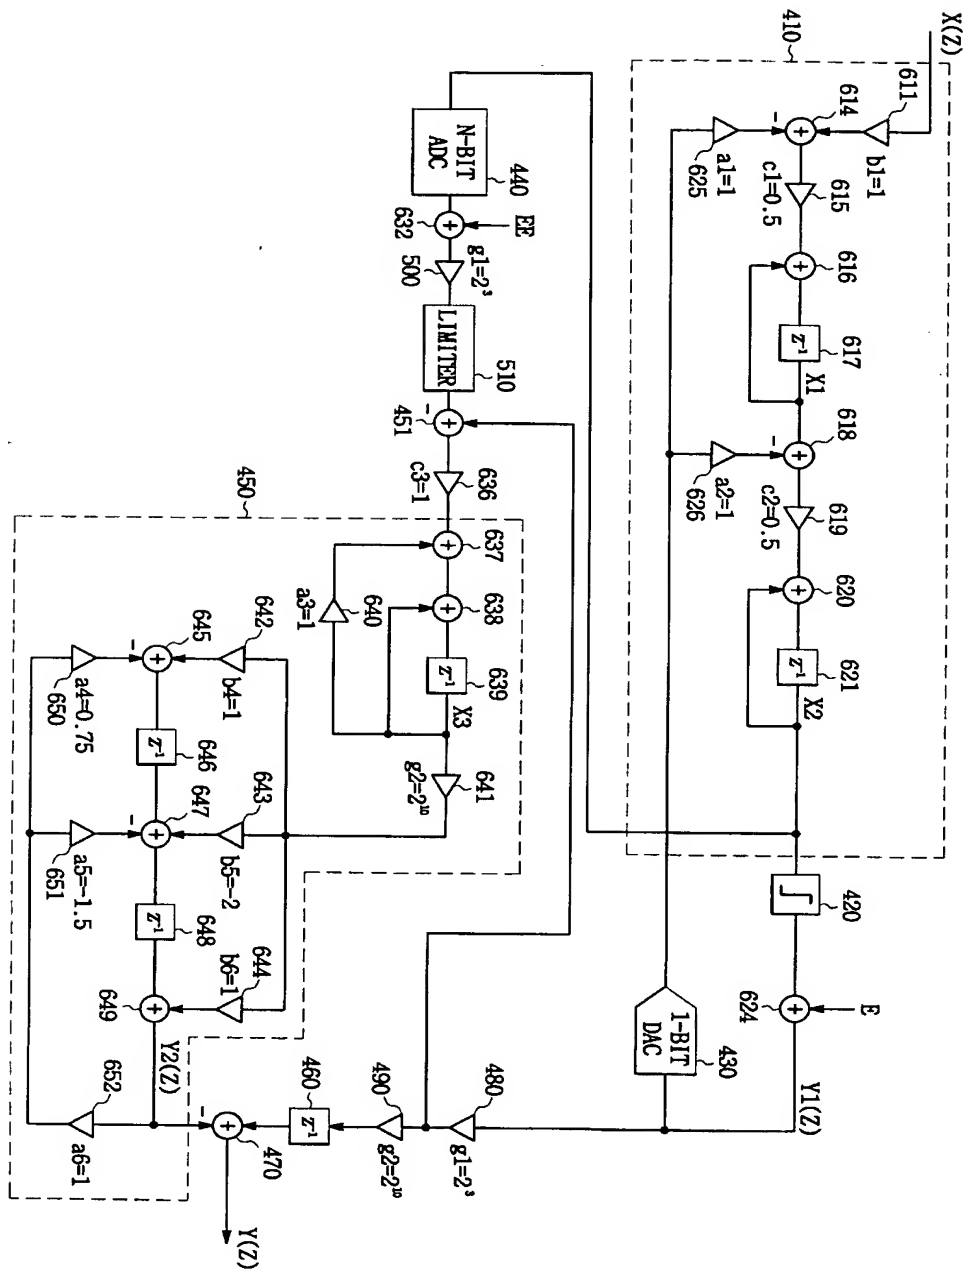 X(Z)
410
611
b1=1
614
-
a1=1
625
615
c1=0.5
616
617
Z⁻¹
X1
618
-
a2=1
626
619
c2=0.5
620
621
Z⁻¹
X2
420
E
624
Y1(Z)
1-BIT
DAC
430
N-BIT
ADC
440
EE
632
g1=2³
500
LIMITER
510
-
451
636
c3=1
450
637
638
639
Z⁻¹
X3
640
a3=1
641
g2=2¹⁰
642
b4=1
645
-
a4=0.75
650
646
Z⁻¹
643
b5=-2
647
-
a5=-1.5
651
648
Z⁻¹
644
b6=1
649
Y2(Z)
652
a6=1
480
g1=2³
490
g2=2¹⁰
460
Z⁻¹
-
470
Y(Z)